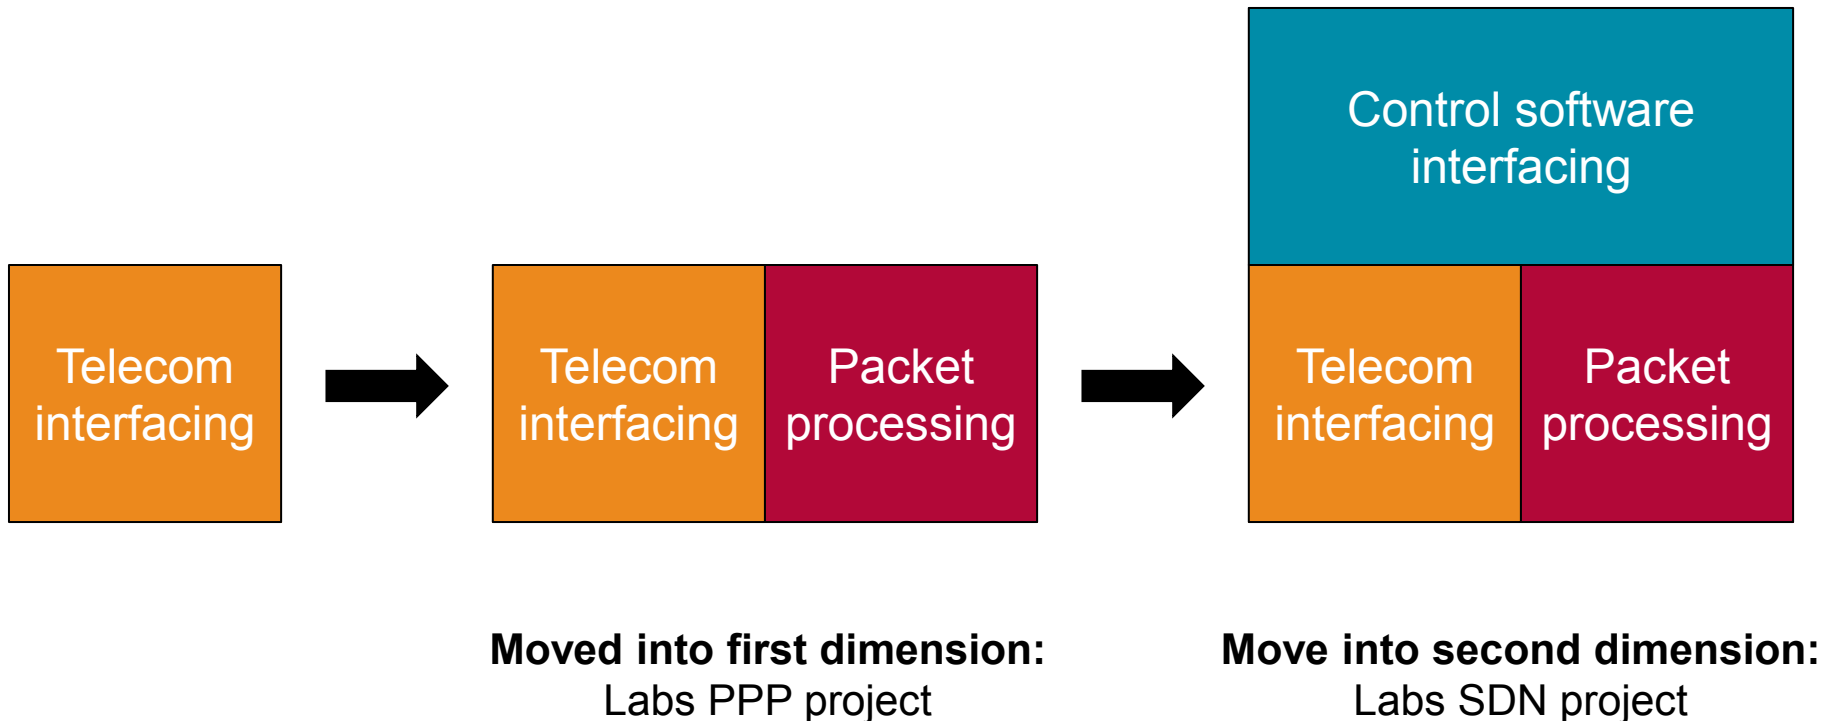 Control software
interfacing
Telecom
interfacing
Telecom
interfacing
Packet
processing
Telecom
interfacing
Packet
processing
Moved into first dimension:
Labs PPP project
Move into second dimension:
Labs SDN project